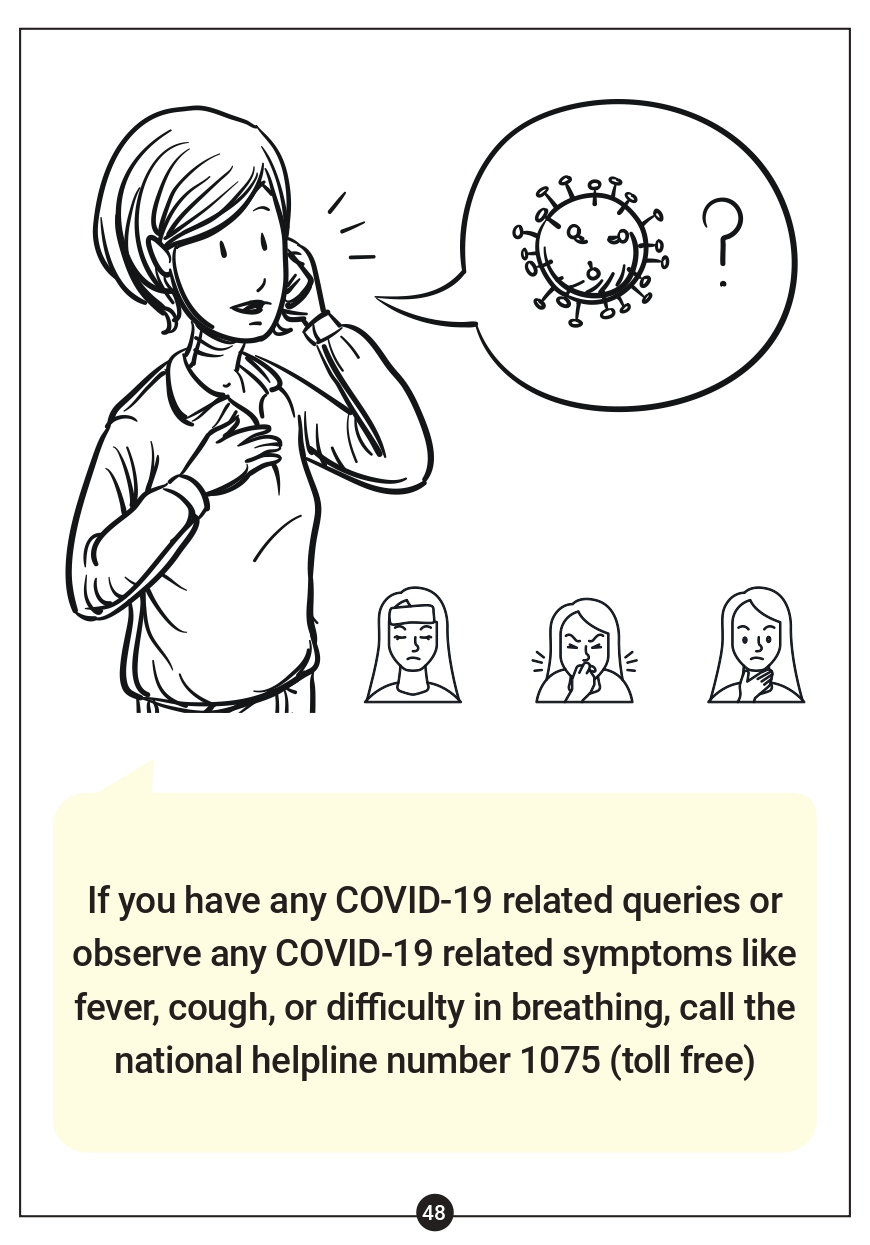 ?
If you have any COVID-19 related queries or
observe any COVID-19 related symptoms like
fever, cough, or difficulty in breathing, call the
national helpline number 1075 (toll free)
48